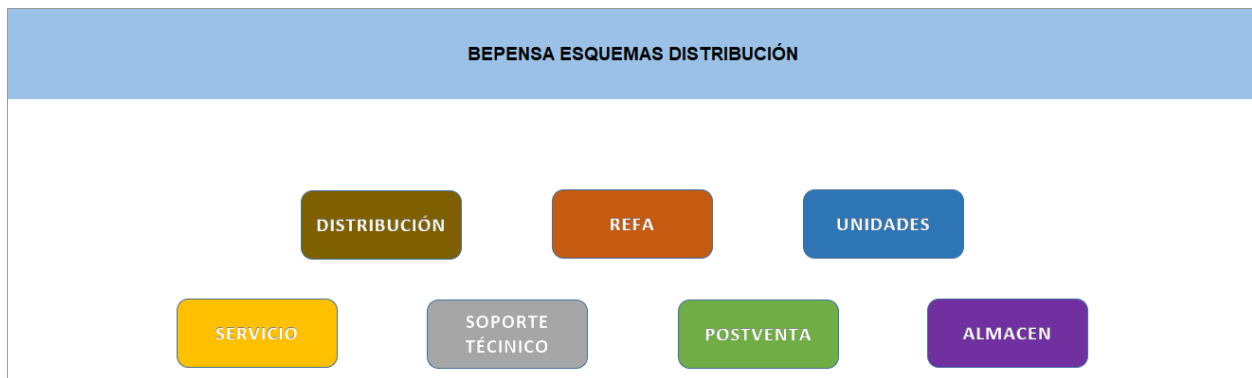 BEPENSA ESQUEMAS DISTRIBUCIÓN
DISTRIBUCIÓN
REFA
UNIDADES
SERVICIO
SOPORTE
TÉCINICO
POSTVENTA
ALMACEN